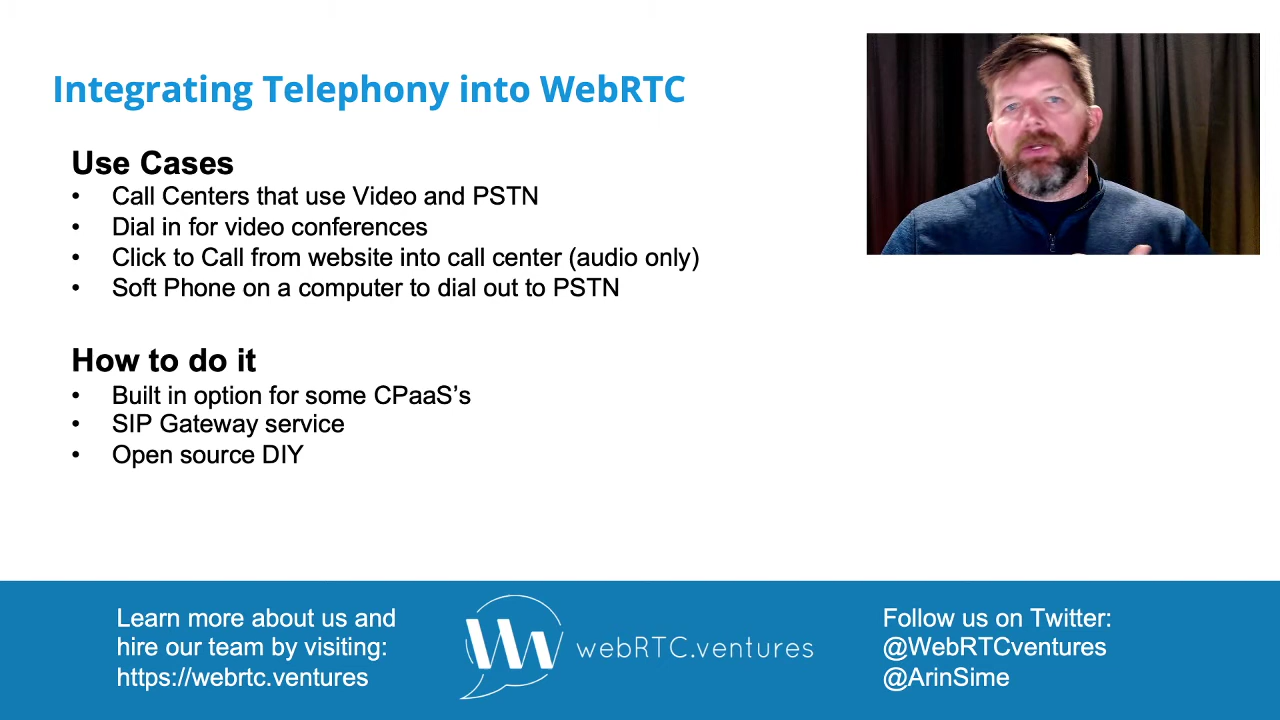 Integrating Telephony into WebRTC
Use Cases
• Call Centers that use Video and PSTN
• Dial in for video conferences
• Click to Call from website into call center (audio only)
• Soft Phone on a computer to dial out to PSTN
How to do it
• Built in option for some CPaaS’s
• SIP Gateway service
• Open source DIY
Learn more about us and
hire our team by visiting:
https://webrtc.ventures
webRTC.ventures
Follow us on Twitter:
@WebRTCventures
@ArinSime